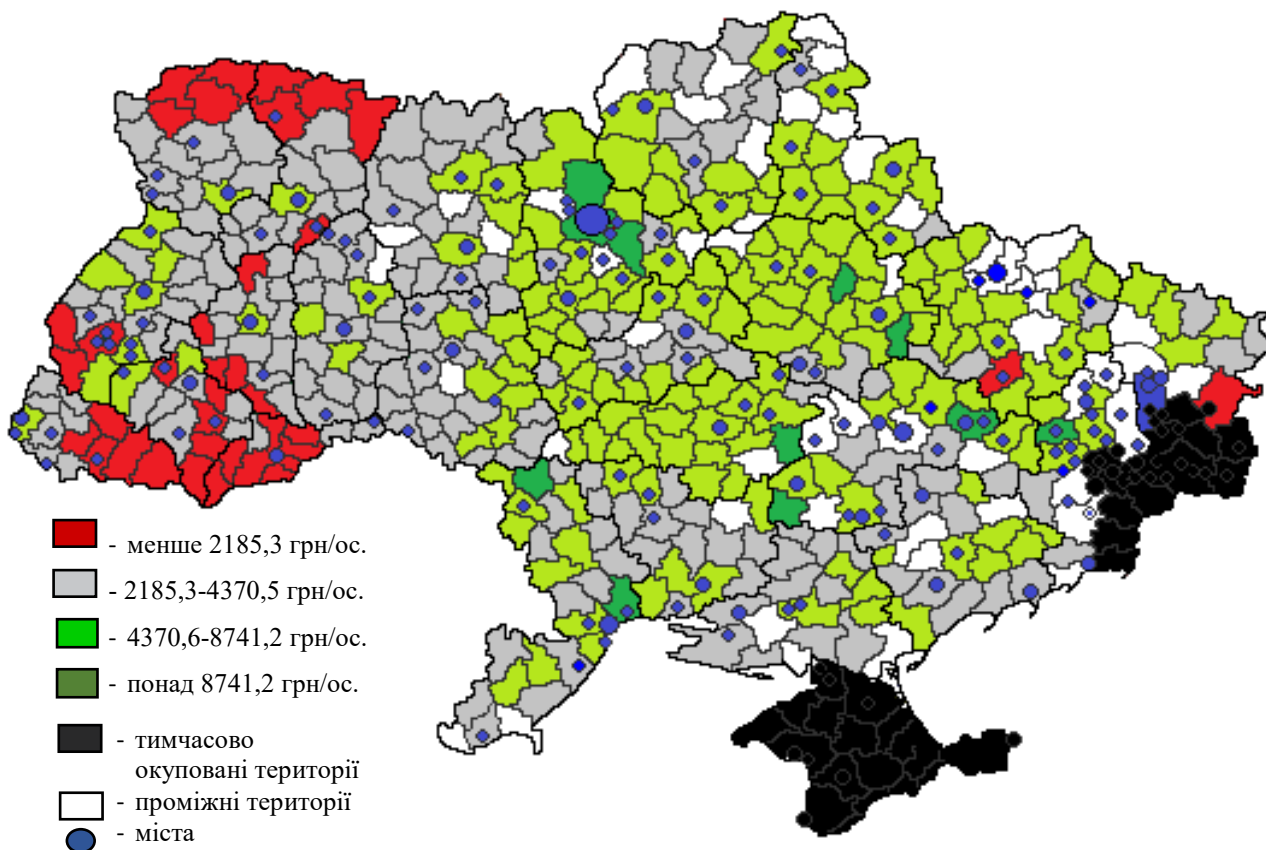 - менше 2185,3 грн/ос.
- 2185,3-4370,5 грн/ос.
- 4370,6-8741,2 грн/ос.
- понад 8741,2 грн/ос.
- тимчасово
окуповані території
- проміжні території
- міста